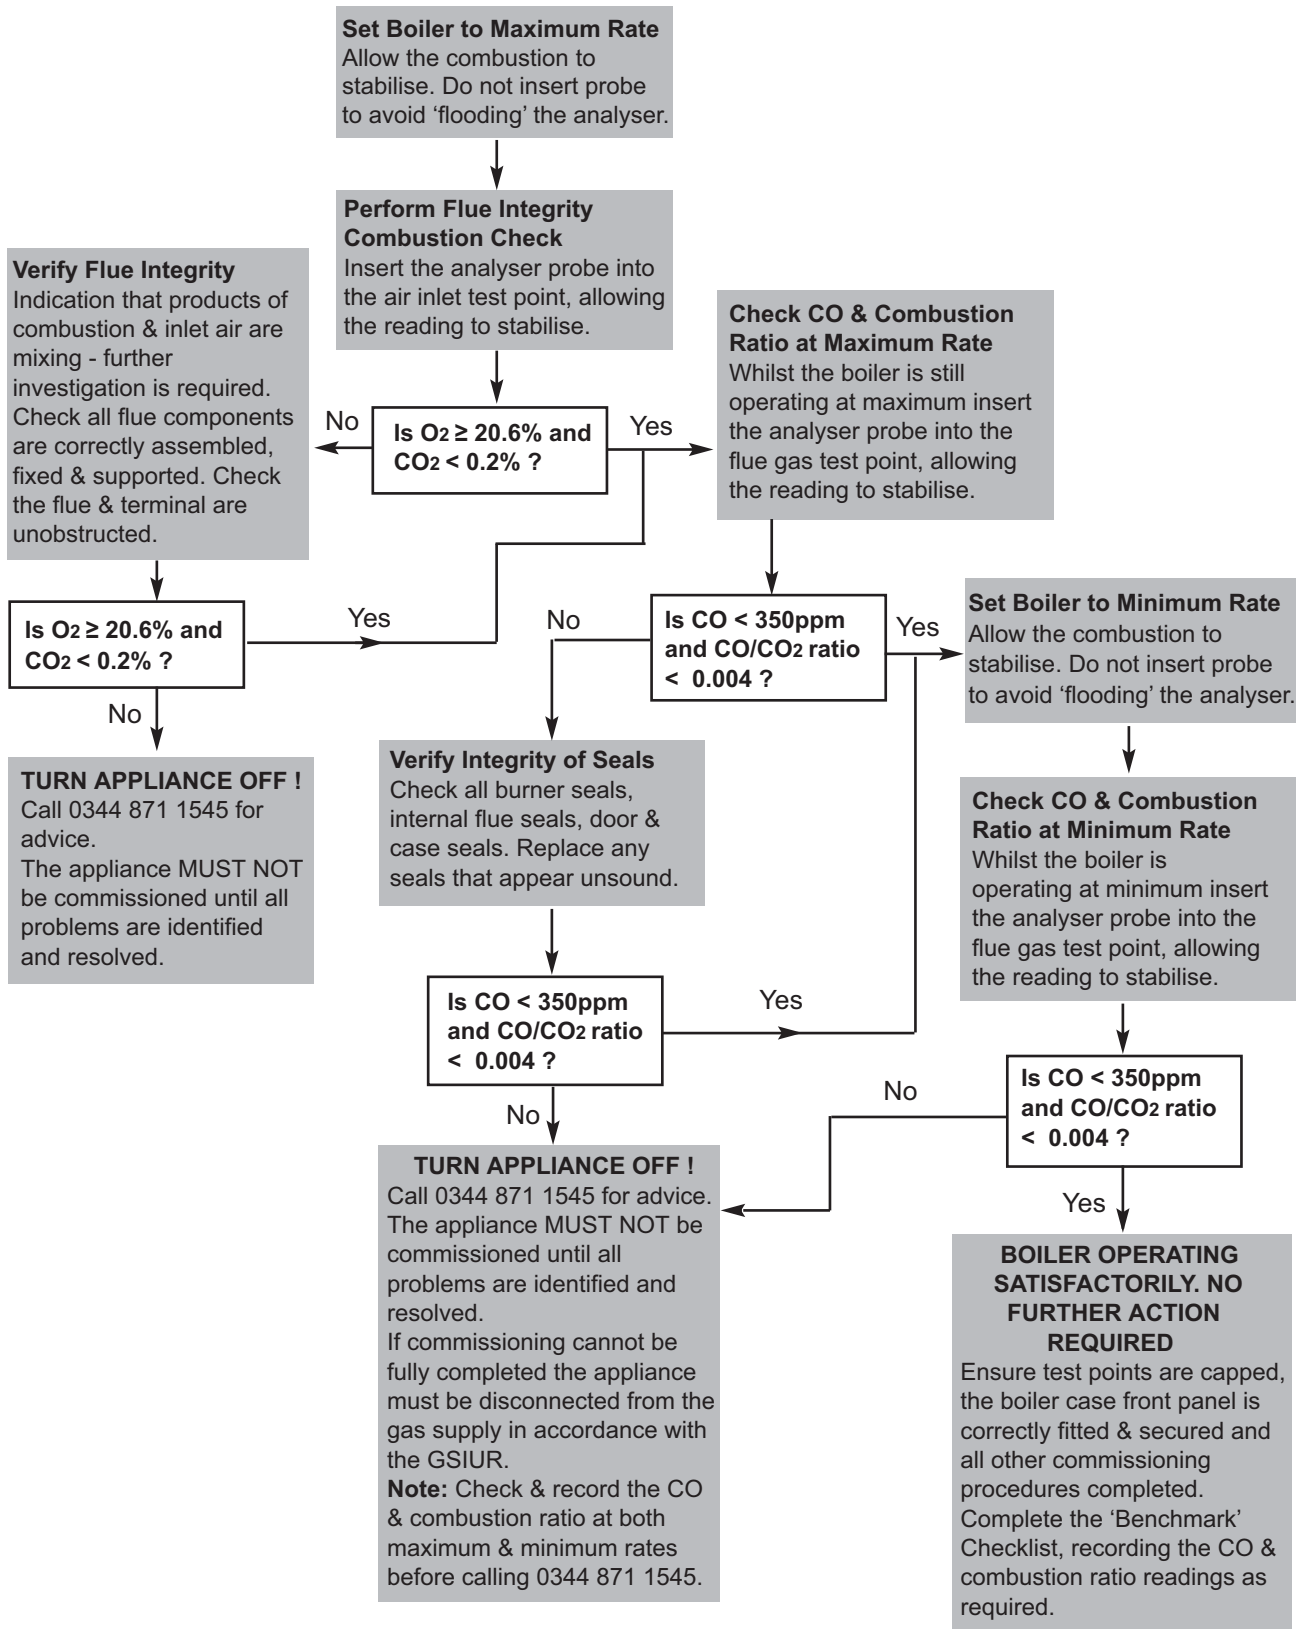 Set Boiler to Maximum Rate
Allow the combustion to
stabilise. Do not insert probe
to avoid ‘flooding’ the analyser.
Perform Flue Integrity
Combustion Check
Insert the analyser probe into
the air inlet test point, allowing
the reading to stabilise.
Verify Flue Integrity
Indication that products of
combustion & inlet air are
mixing - further
investigation is required.
Check all flue components
are correctly assembled,
fixed & supported. Check
the flue & terminal are
unobstructed.
No
Is O2 ≥ 20.6% and
CO2 < 0.2% ?
Yes
Check CO & Combustion
Ratio at Maximum Rate
Whilst the boiler is still
operating at maximum insert
the analyser probe into the
flue gas test point, allowing
the reading to stabilise.
Is O2 ≥ 20.6% and
CO2 < 0.2% ?
Yes
No
TURN APPLIANCE OFF !
Call 0344 871 1545 for
advice.
The appliance MUST NOT
be commissioned until all
problems are identified
and resolved.
No
Is CO < 350ppm
and CO/CO2 ratio
< 0.004 ?
Yes
Set Boiler to Minimum Rate
Allow the combustion to
stabilise. Do not insert probe
to avoid ‘flooding’ the analyser.
Verify Integrity of Seals
Check all burner seals,
internal flue seals, door &
case seals. Replace any
seals that appear unsound.
Check CO & Combustion
Ratio at Minimum Rate
Whilst the boiler is
operating at minimum insert
the analyser probe into the
flue gas test point, allowing
the reading to stabilise.
Is CO < 350ppm
and CO/CO2 ratio
< 0.004 ?
Yes
No
Is CO < 350ppm
and CO/CO2 ratio
< 0.004 ?
No
Yes
TURN APPLIANCE OFF !
Call 0344 871 1545 for advice.
The appliance MUST NOT be
commissioned until all
problems are identified and
resolved.
If commissioning cannot be
fully completed the appliance
must be disconnected from the
gas supply in accordance with
the GSIUR.
Note: Check & record the CO
& combustion ratio at both
maximum & minimum rates
before calling 0344 871 1545.
BOILER OPERATING
SATISFACTORILY. NO
FURTHER ACTION
REQUIRED
Ensure test points are capped,
the boiler case front panel is
correctly fitted & secured and
all other commissioning
procedures completed.
Complete the ‘Benchmark’
Checklist, recording the CO &
combustion ratio readings as
required.